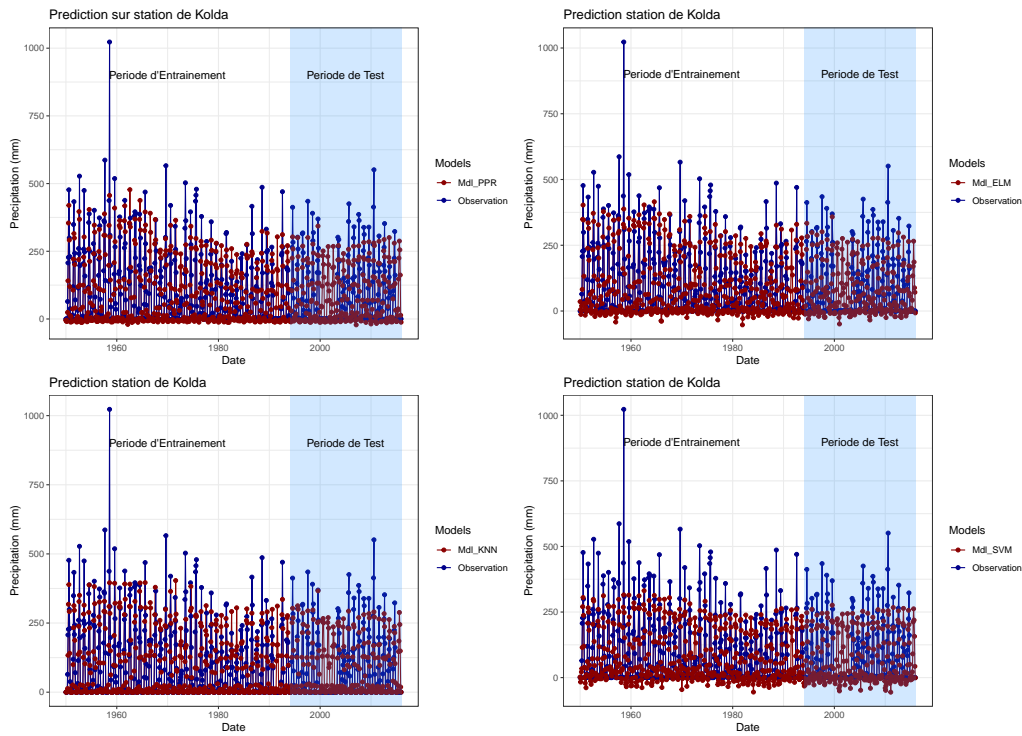 Prediction sur station de Kolda
1000
750
500
250
0
Precipitation (mm)
Periode d'Entrainement
Periode de Test
1960
1980
2000
Date
Models
Mdl_PPR
Observation
Prediction station de Kolda
1000
750
500
250
0
Precipitation (mm)
Periode d'Entrainement
Periode de Test
1960
1980
2000
Date
Models
Mdl_ELM
Observation
Prediction station de Kolda
1000
750
500
250
0
Precipitation (mm)
Periode d'Entrainement
Periode de Test
1960
1980
2000
Date
Models
Mdl_KNN
Observation
Prediction station de Kolda
1000
750
500
250
0
Precipitation (mm)
Periode d'Entrainement
Periode de Test
1960
1980
2000
Date
Models
Mdl_SVM
Observation